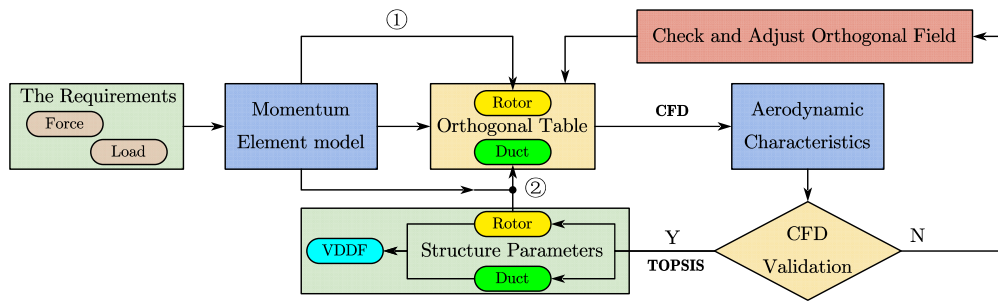 ①
Check and Adjust Orthogonal Field
The Requirements
Force
Load
Momentum
Element model
Rotor
Orthogonal Table
Duct
CFD
Aerodynamic
Characteristics
②
Rotor
VDDF
Structure Parameters
Duct
Y
TOPSIS
CFD
Validation
N